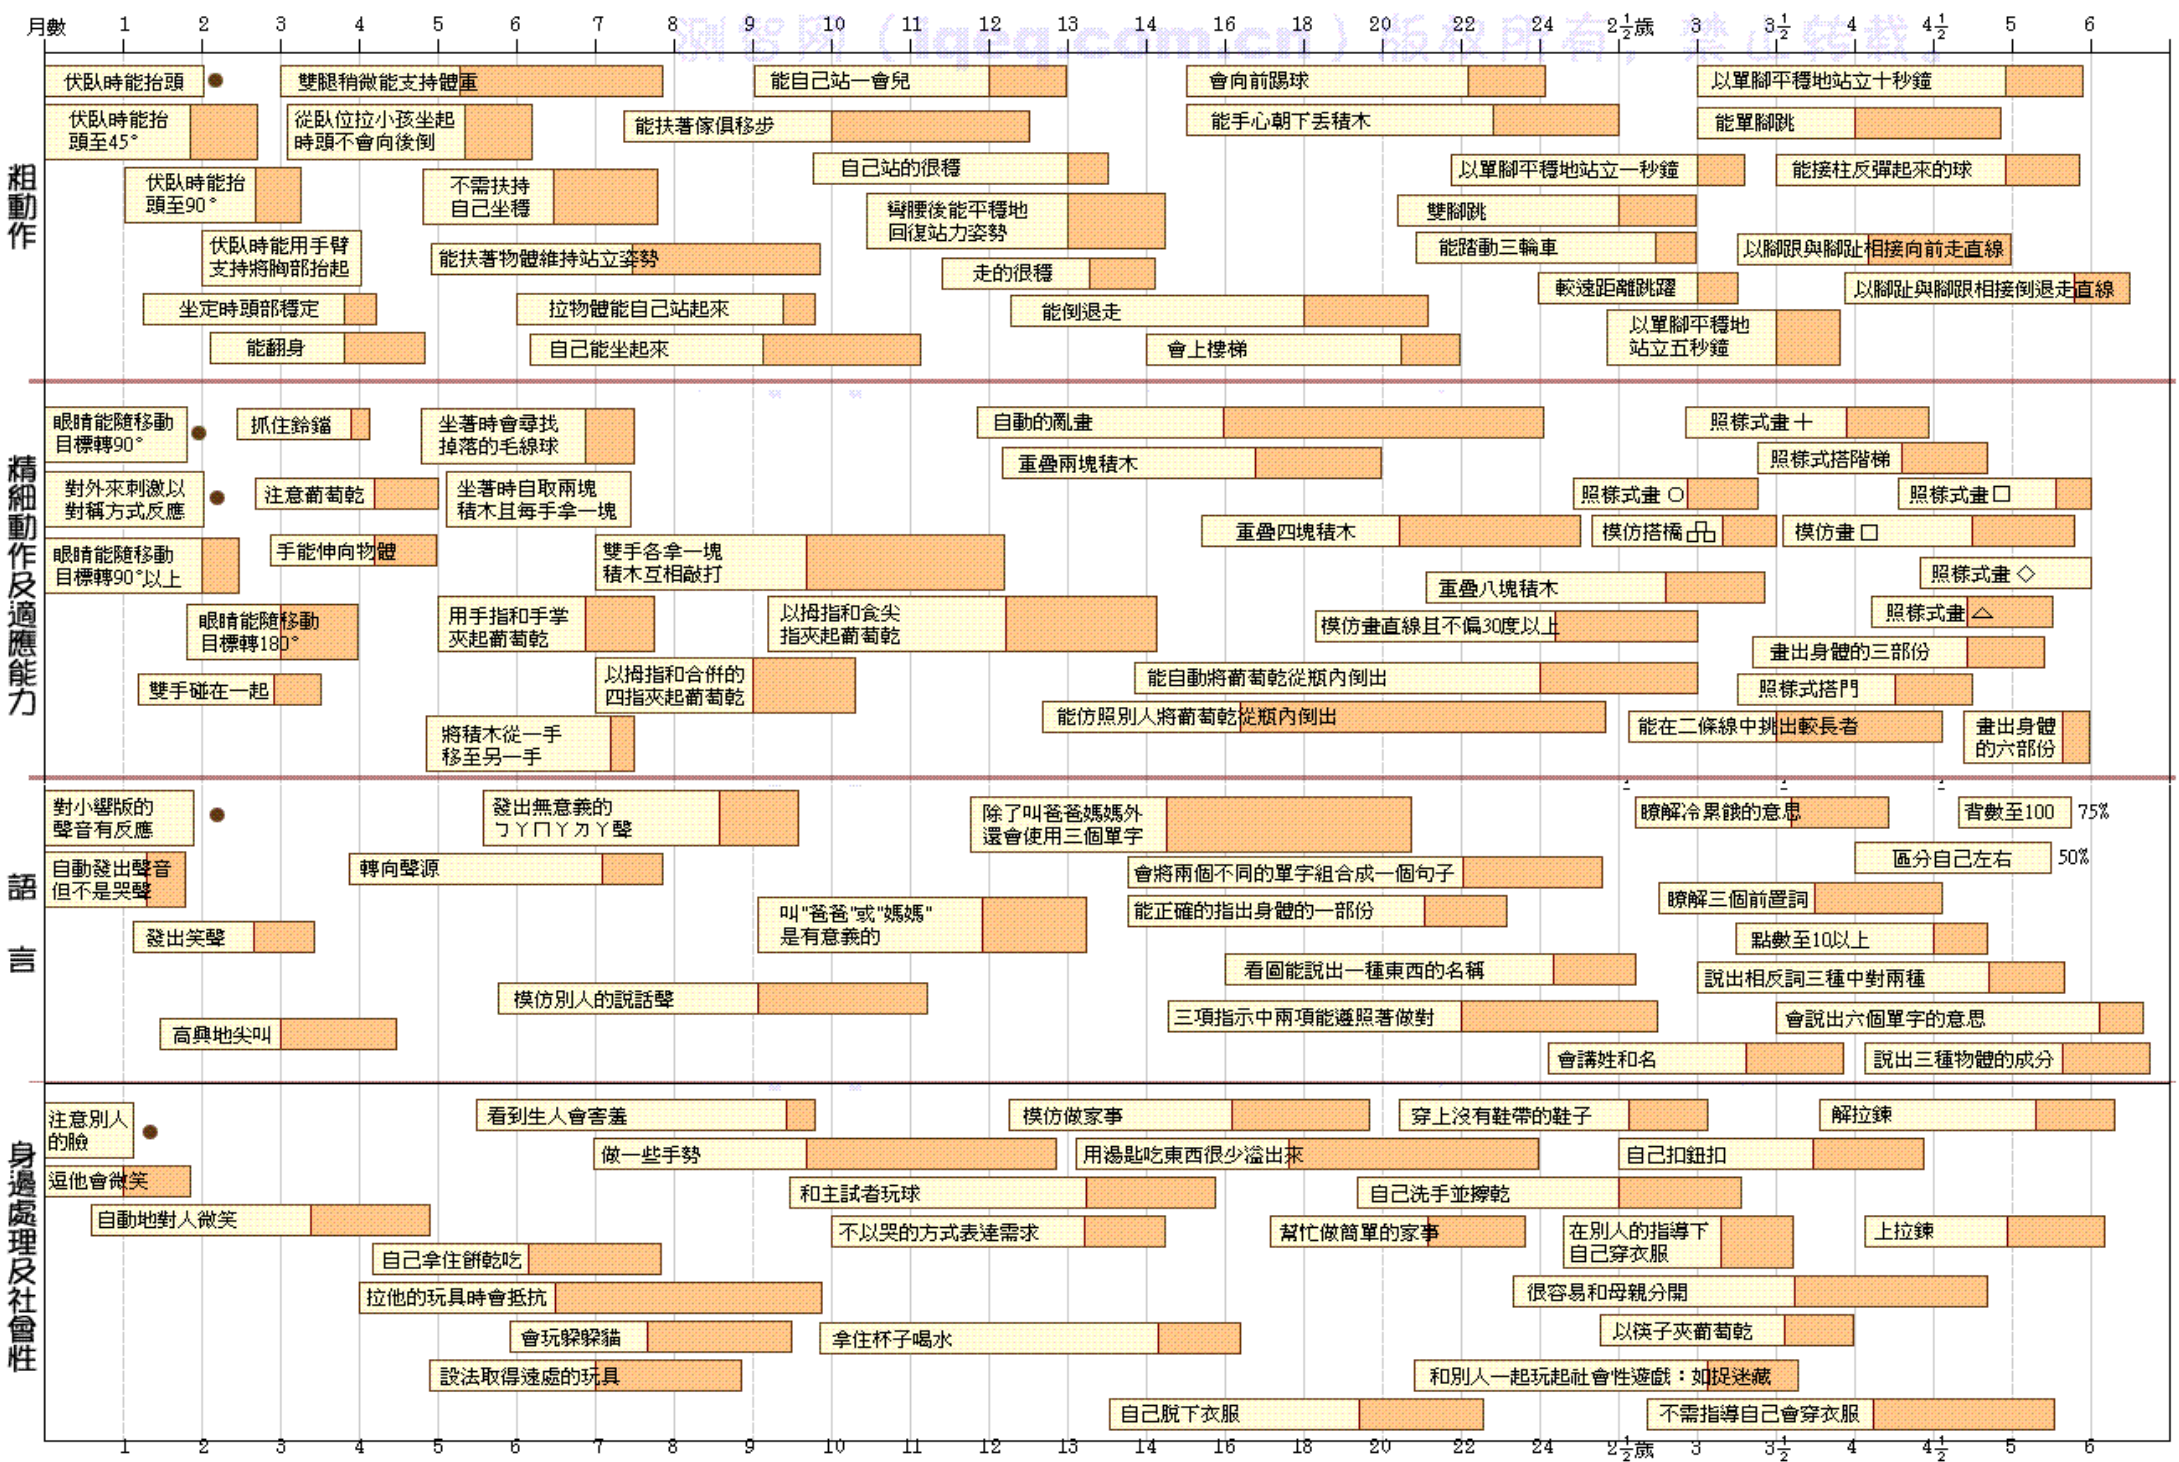 测智网（iqeq.com.cn）版权所有，禁止转载。
月數 1 2 3 4 5 6 7 8 9 10 11 12 13 14 16 18 20 22 24 2½歲 3 3½ 4 4½ 5 6
粗動作
伏臥時能抬頭
雙腿稍微能支持體重
能自己站一會兒
會向前踢球
以單腳平穩地站立十秒鐘
伏臥時能抬
頭至45°
從臥位拉小孩坐起
時頭不會向後倒
能扶著傢俱移步
能手心朝下丟積木
能單腳跳
自己站的很穩
以單腳平穩地站立一秒鐘
能接柱反彈起來的球
伏臥時能抬
頭至90°
不需扶持
自己坐穩
彎腰後能平穩地
回復站力姿勢
雙腳跳
伏臥時能用手臂
支持將胸部抬起
能扶著物體維持站立姿勢
走的很穩
能踏動三輪車
以腳跟與腳趾相接向前走直線
較遠距離跳躍
以腳趾與腳跟相接倒退走直線
坐定時頭部穩定
拉物體能自己站起來
能倒退走
以單腳平穩地
站立五秒鐘
能翻身
自己能坐起來
會上樓梯
精細動作及適應能力
眼睛能隨移動
目標轉90°
抓住鈴鐺
坐著時會尋找
掉落的毛線球
自動的亂畫
照樣式畫十
重疊兩塊積木
照樣式搭階梯
對外來刺激以
對稱方式反應
注意葡萄乾
坐著時自取兩塊
積木且每手拿一塊
照樣式畫○
照樣式畫□
重疊四塊積木
模仿搭橋
模仿畫□
眼睛能隨移動
目標轉90°以上
手能伸向物體
雙手各拿一塊
積木互相敲打
照樣式畫◇
重疊八塊積木
眼睛能隨移動
目標轉180°
用手指和手掌
夾起葡萄乾
以拇指和食尖
指夾起葡萄乾
模仿畫直線且不偏30度以上
照樣式畫△
畫出身體的三部份
雙手碰在一起
以拇指和合併的
四指夾起葡萄乾
能自動將葡萄乾從瓶內倒出
照樣式搭門
能仿照別人將葡萄乾從瓶內倒出
能在二條線中挑出較長者
畫出身體
的六部份
將積木從一手
移至另一手
語言
對小響版的
聲音有反應
發出無意義的
ㄅㄚㄇㄚㄉㄚ聲
除了叫爸爸媽媽外
還會使用三個單字
瞭解冷累餓的意思
背數至100 75%
自動發出聲音
但不是哭聲
轉向聲源
會將兩個不同的單字組合成一個句子
區分自己左右 50%
叫"爸爸"或"媽媽"
是有意義的
能正確的指出身體的一部份
瞭解三個前置詞
發出笑聲
點數至10以上
看圖能說出一種東西的名稱
說出相反詞三種中對兩種
模仿別人的說話聲
三項指示中兩項能遵照著做對
會說出六個單字的意思
高興地尖叫
會講姓和名
說出三種物體的成分
身邊處理及社會性
注意別人
的臉
看到生人會害羞
模仿做家事
穿上沒有鞋帶的鞋子
解拉鍊
做一些手勢
用湯匙吃東西很少溢出來
自己扣鈕扣
逗他會微笑
和主試者玩球
自己洗手並擦乾
自動地對人微笑
不以哭的方式表達需求
幫忙做簡單的家事
在別人的指導下
自己穿衣服
上拉鍊
自己拿住餅乾吃
拉他的玩具時會抵抗
很容易和母親分開
會玩躲躲貓
拿住杯子喝水
以筷子夾葡萄乾
設法取得遠處的玩具
和別人一起玩起社會性遊戲：如捉迷藏
自己脫下衣服
不需指導自己會穿衣服
1 2 3 4 5 6 7 8 9 10 11 12 13 14 16 18 20 22 24 2½歲 3 3½ 4 4½ 5 6